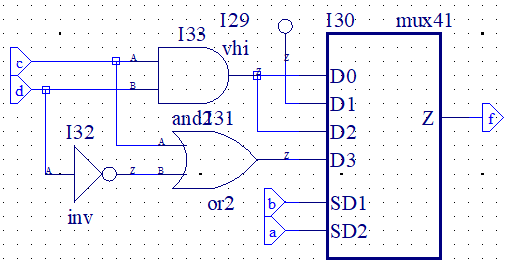 I29 I30 mux41
I33 vhi
c A Z
d B Z D0
D1
and2 I31 D2 Z f
I32 A Z D3
A Z B
inv or2 b SD1
a SD2